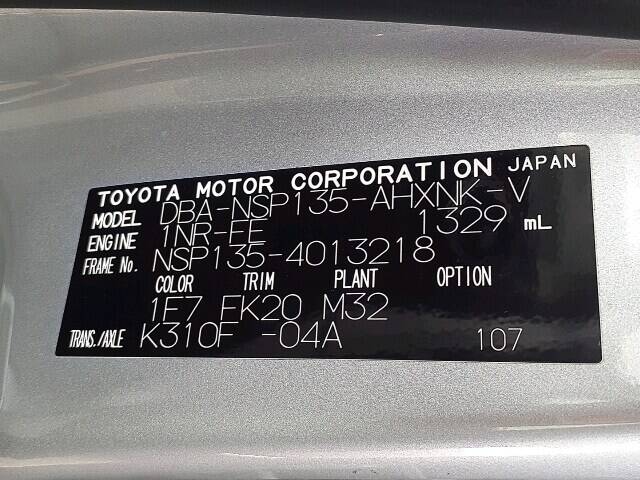 TOYOTA MOTOR CORPORATION JAPAN
MODEL DBA-NSP135-AHXNK-V
ENGINE 1NR-FE 1329 mL
FRAME No. NSP135-4013218
COLOR TRIM PLANT OPTION
1F7 FK20 M32
TRANS./AXLE K310F -04A 107